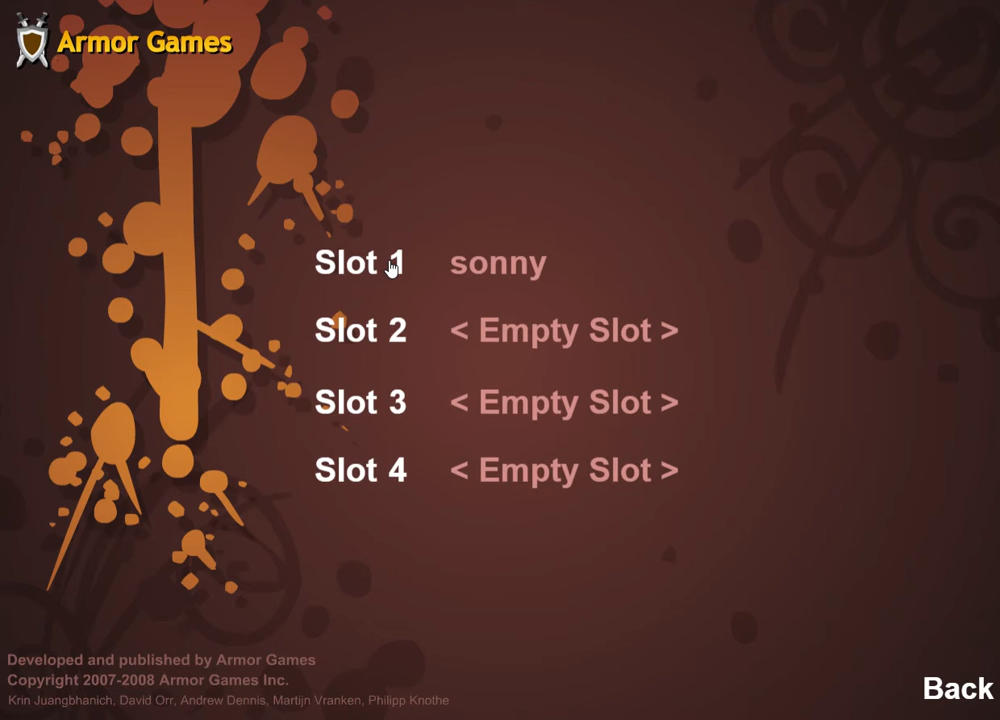 Armor Games
Slot 1 sonny
Slot 2 < Empty Slot >
Slot 3 < Empty Slot >
Slot 4 < Empty Slot >
Developed and published by Armor Games
Copyright 2007-2008 Armor Games Inc.
Krin Juangbhanich, David Orr, Andrew Dennis, Martijn Vranken, Philipp Knothe
Back